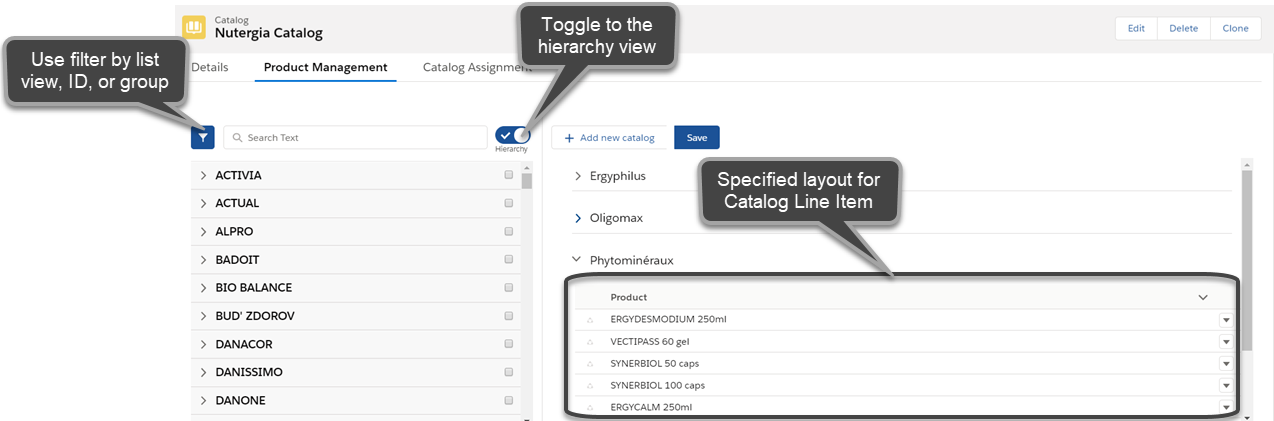 Catalog
Nutergia Catalog
Edit
Delete
Clone
Toggle to the
hierarchy view
Use filter by list
view, ID, or group
Details
Product Management
Catalog Assignment
Search Text
Hierarchy
+ Add new catalog
Save
ACTIVIA
ACTUAL
ALPRO
BADOIT
BIO BALANCE
BUD' ZDOROV
DANACOR
DANISSIMO
DANONE
Ergyphilus
Oligomax
Phytominéraux
Specified layout for
Catalog Line Item
Product
ERGYDESMODIUM 250ml
VECTIPASS 60 gel
SYNERBIOL 50 caps
SYNERBIOL 100 caps
ERGYCALM 250ml